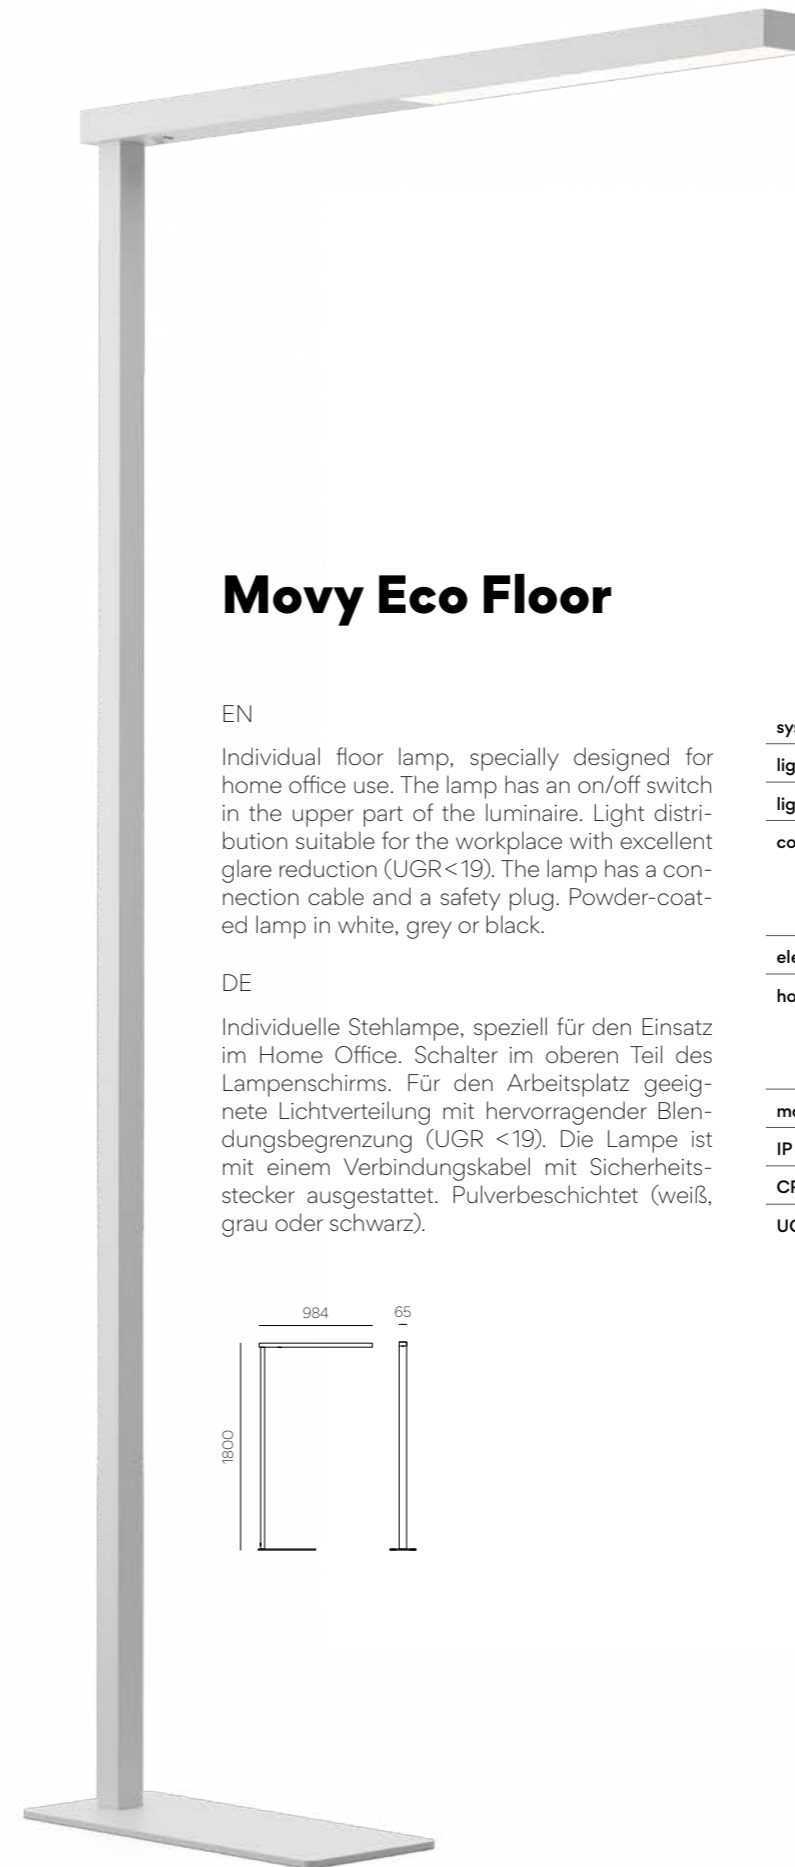 Movy Eco Floor
EN
Individual floor lamp, specially designed for
home office use. The lamp has an on/off switch
in the upper part of the luminaire. Light distri-
bution suitable for the workplace with excellent
glare reduction (UGR<19). The lamp has a con-
nection cable and a safety plug. Powder-coat-
ed lamp in white, grey or black.
DE
Individuelle Stehlampe, speziell für den Einsatz
im Home Office. Schalter im oberen Teil des
Lampenschirms. Für den Arbeitsplatz geeig-
nete Lichtverteilung mit hervorragender Blen-
dungsbegrenzung (UGR <19). Die Lampe ist
mit einem Verbindungskabel mit Sicherheits-
stecker ausgestattet. Pulverbeschichtet (weiß,
grau oder schwarz).
984
65
1800
IP